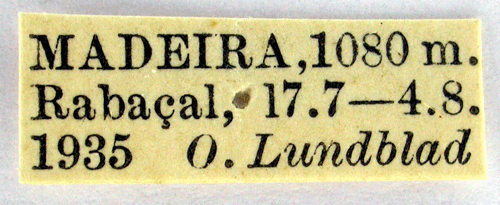 MADEIRA,1080 m.
Rabaçal, 17.7—4.8.
1935 O. Lundblad